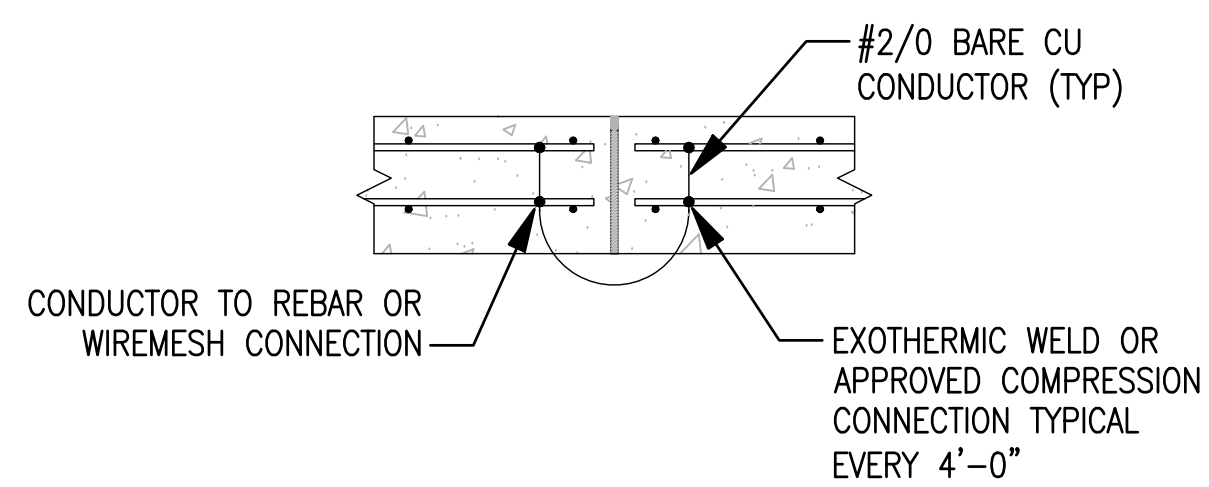 #2/0 BARE CU
CONDUCTOR (TYP)
CONDUCTOR TO REBAR OR
WIREMESH CONNECTION
EXOTHERMIC WELD OR
APPROVED COMPRESSION
CONNECTION TYPICAL
EVERY 4'-0"